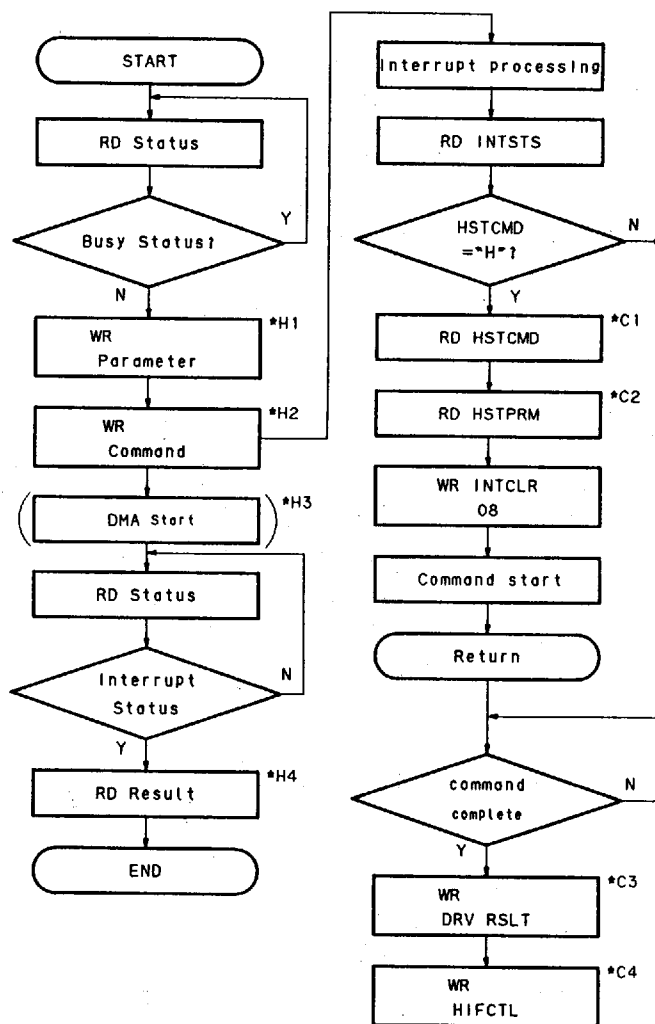 START
RD Status
Busy Status?
Y
N
*H1
WR
Parameter
*H2
WR
Command
*H3
( DMA Start )
RD Status
Interrupt
Status
N
Y
*H4
RD Result
END
Interrupt processing
RD INTSTS
HSTCMD
="H"?
N
Y
*C1
RD HSTCMD
*C2
RD HSTPRM
WR INTCLR
08
Command start
Return
command
complete
N
Y
*C3
WR
DRV RSLT
*C4
WR
HIFCTL